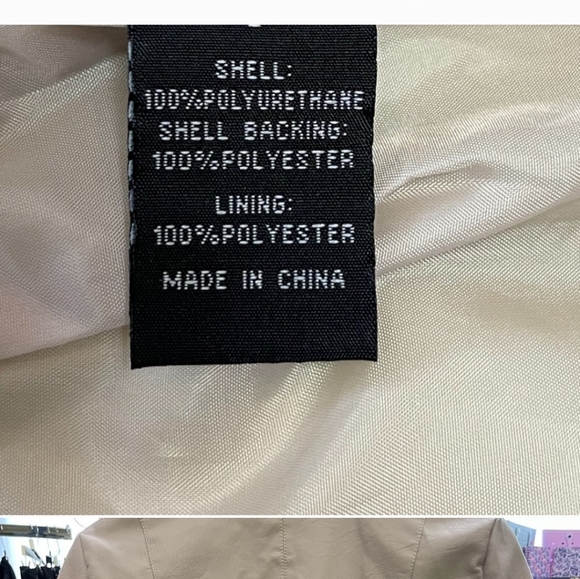 SHELL:
100%POLYURETHANE
SHELL BACKING:
100%POLYESTER
LINING:
100%POLYESTER
MADE IN CHINA